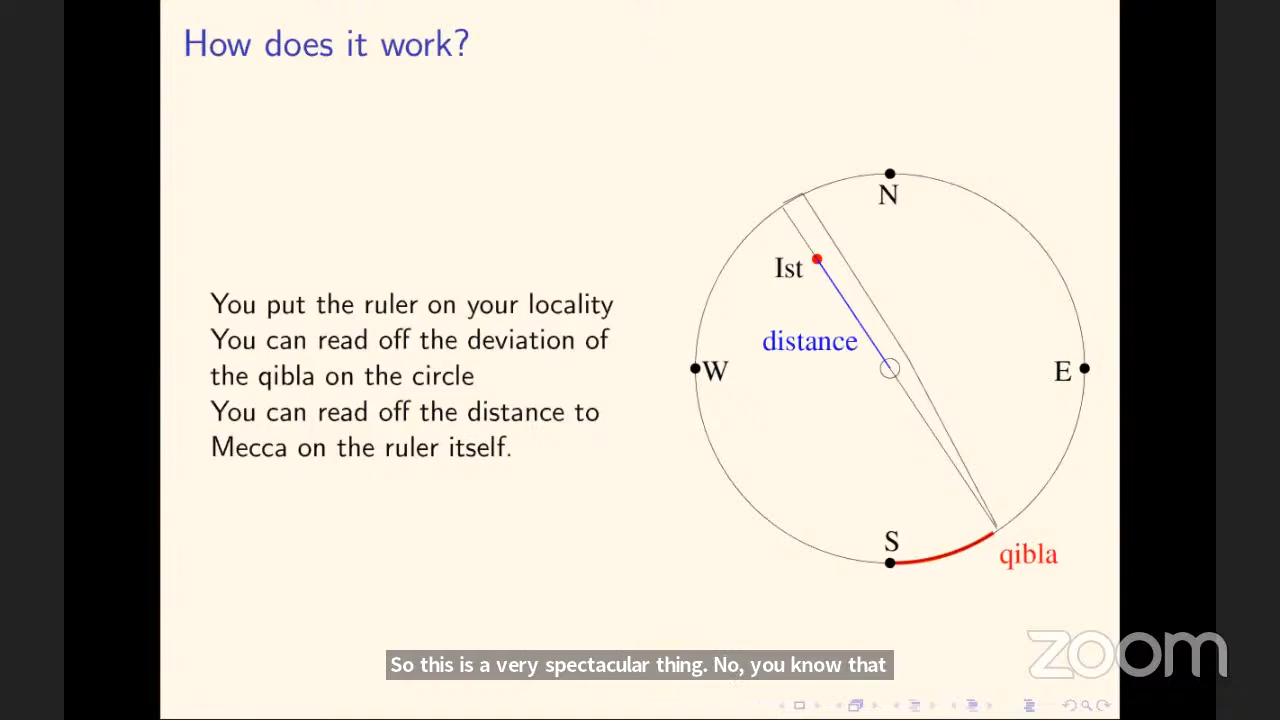 How does it work?
N
Ist
You put the ruler on your locality
You can read off the deviation of
the qibla on the circle
You can read off the distance to
Mecca on the ruler itself.
distance
W
E
S
qibla
So this is a very spectacular thing. No, you know that
zoom